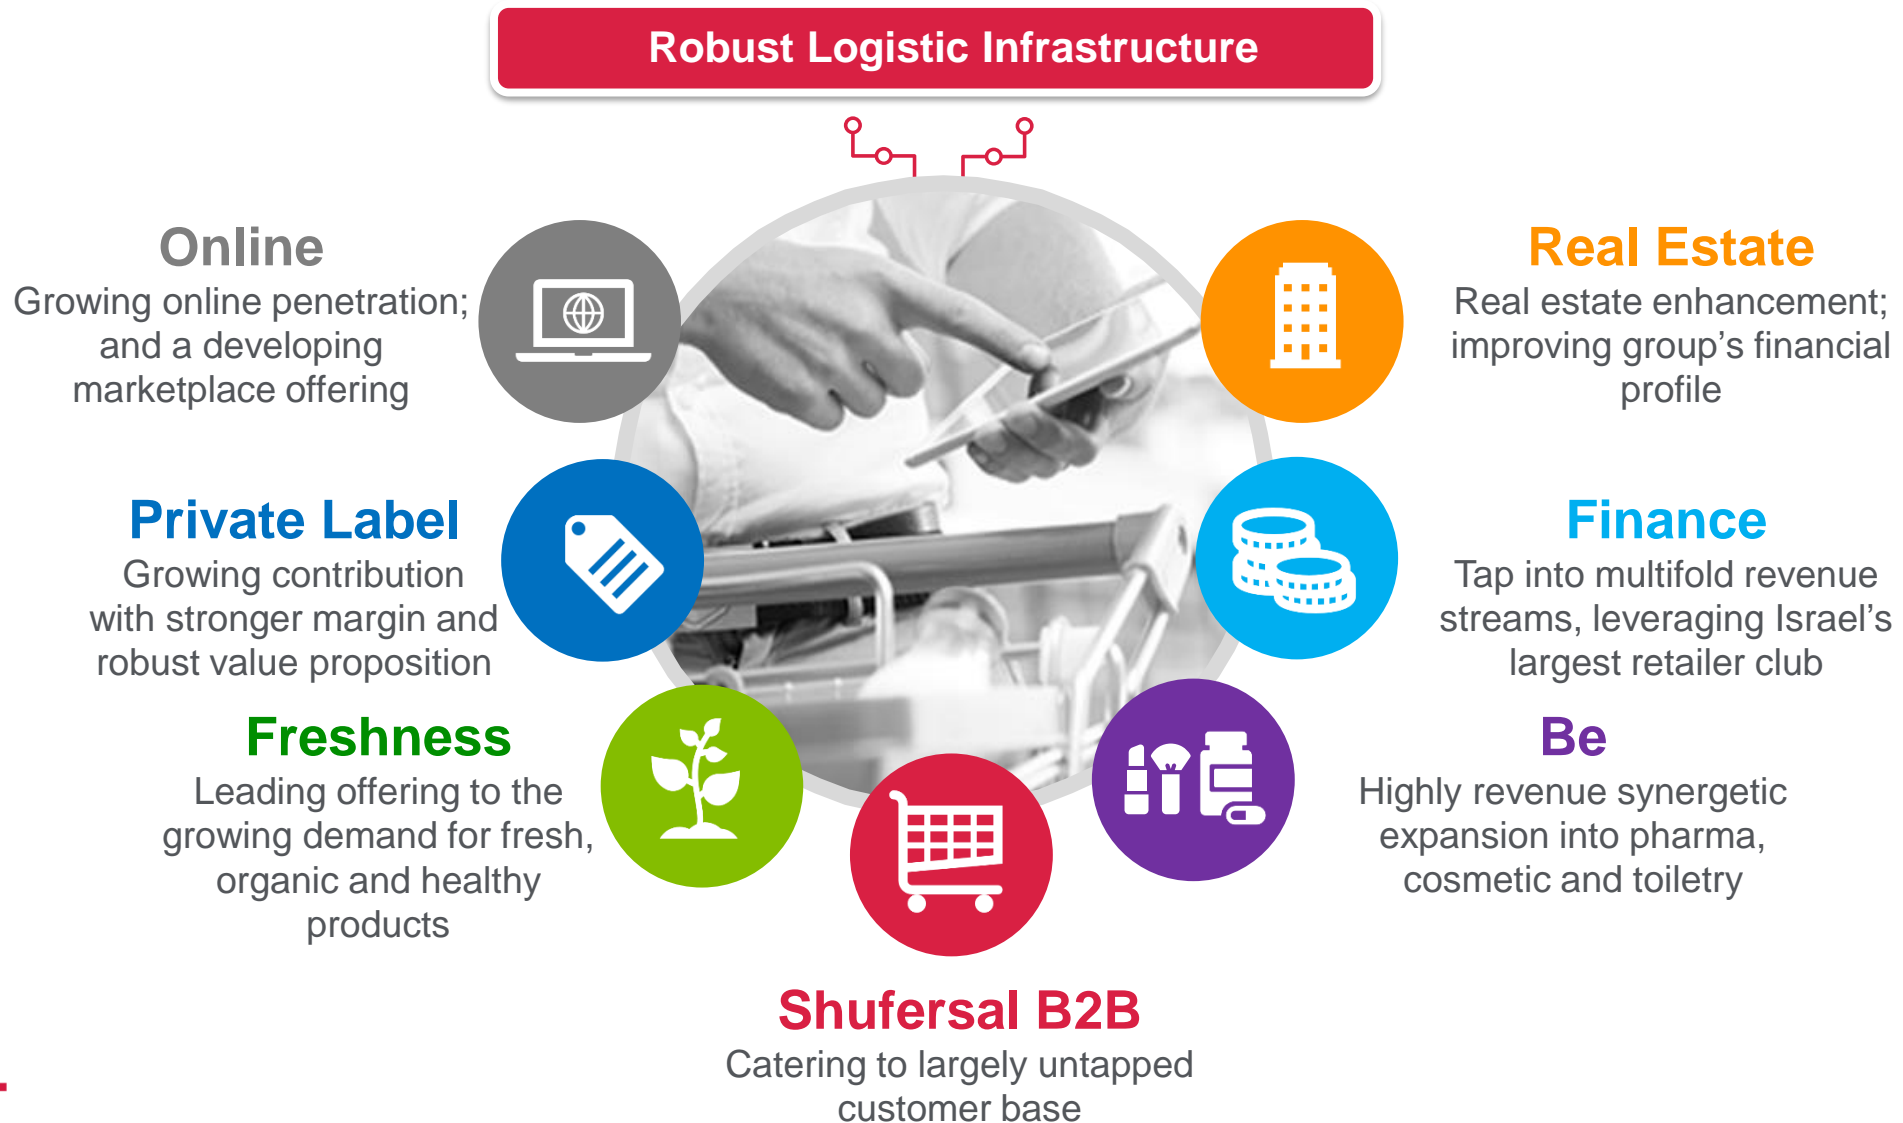 Robust Logistic Infrastructure
Online
Growing online penetration;
and a developing
marketplace offering
Private Label
Growing contribution
with stronger margin and
robust value proposition
Freshness
Leading offering to the
growing demand for fresh,
organic and healthy
products
Shufersal B2B
Catering to largely untapped
customer base
Real Estate
Real estate enhancement;
improving group’s financial
profile
Finance
Tap into multifold revenue
streams, leveraging Israel’s
largest retailer club
Be
Highly revenue synergetic
expansion into pharma,
cosmetic and toiletry